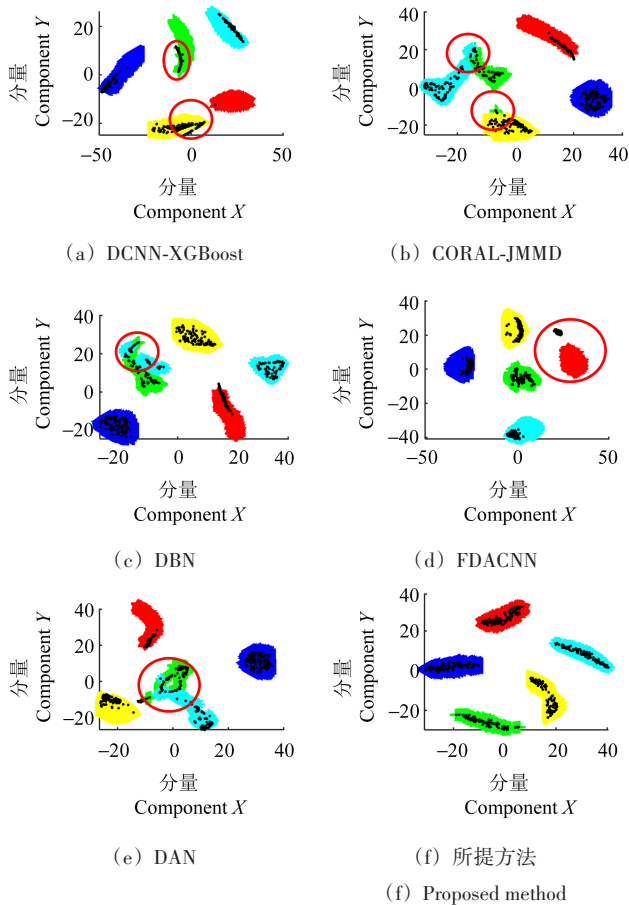 40
20
0
−20
−50
0
50
分量
Component Y
分量
Component X
(a) DCNN-XGBoost
40
20
0
−20
−20
0
20
40
分量
Component Y
分量
Component X
(b) CORAL-JMMD
40
20
0
−20
−20
0
20
40
分量
Component Y
分量
Component X
(c) DBN
40
20
0
−20
−40
−50
0
50
分量
Component Y
分量
Component X
(d) FDACNN
40
20
0
−20
−20
0
20
40
分量
Component Y
分量
Component X
(e) DAN
40
20
0
−20
−20
0
20
40
分量
Component Y
分量
Component X
(f) 所提方法
(f) Proposed method